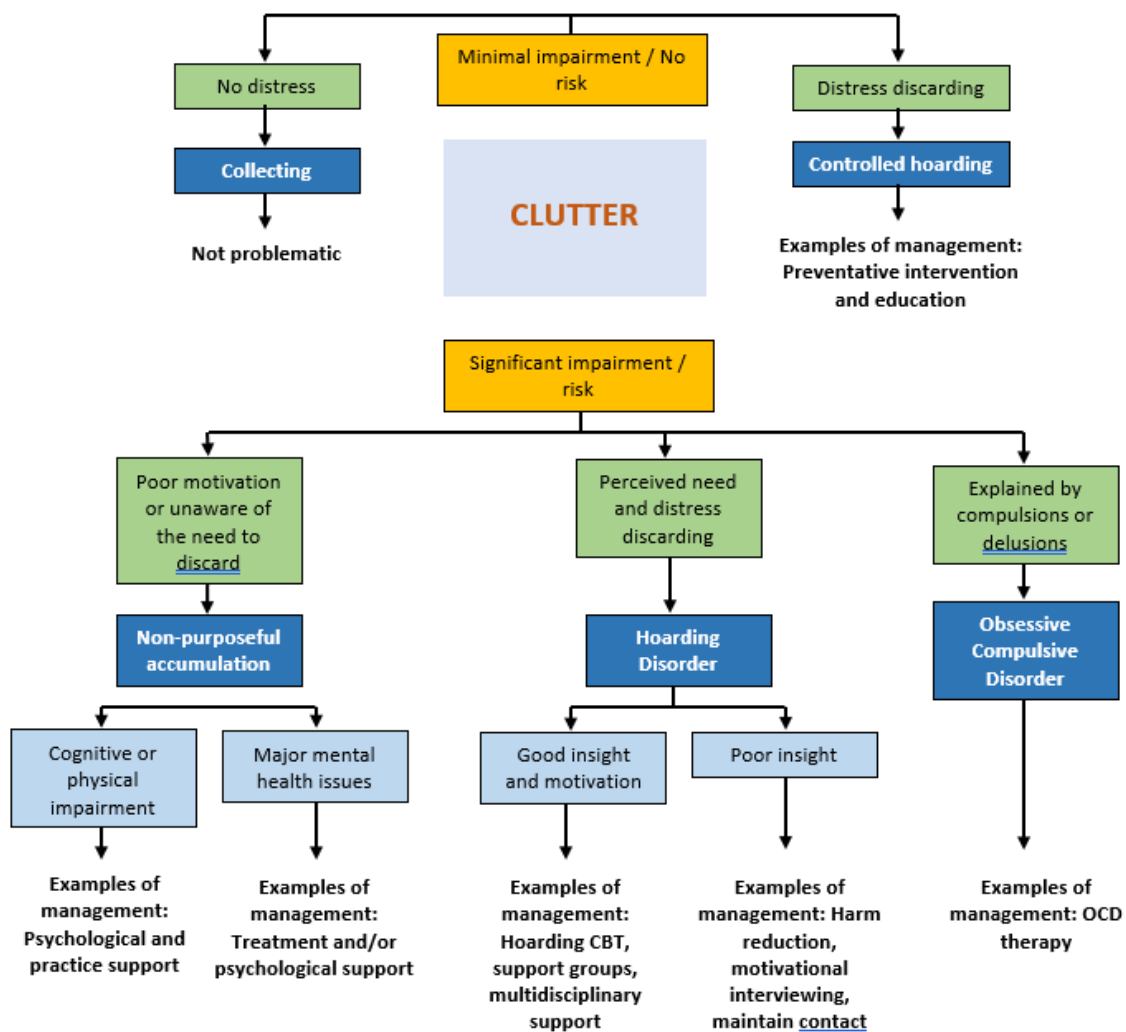 Minimal impairment / No
risk
No distress
Distress discarding
Collecting
Controlled hoarding
CLUTTER
Not problematic
Examples of management:
Preventative intervention
and education
Significant impairment /
risk
Poor motivation
or unaware of
the need to
discard
Perceived need
and distress
discarding
Explained by
compulsions or
delusions
Non-purposeful
accumulation
Hoarding
Disorder
Obsessive
Compulsive
Disorder
Cognitive or
physical
impairment
Major mental
health issues
Good insight
and motivation
Poor insight
Examples of
management:
Psychological and
practice support
Examples of
management:
Treatment and/or
psychological support
Examples of
management:
Hoarding CBT,
support groups,
multidisciplinary
support
Examples of
management: Harm
reduction,
motivational
interviewing,
maintain contact
Examples of
management: OCD
therapy